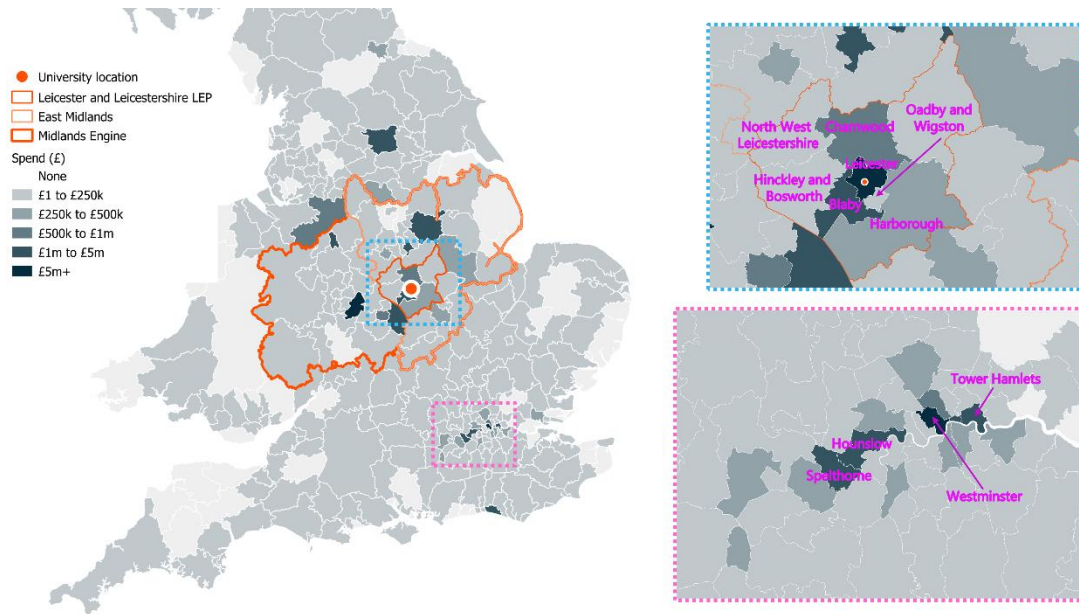 University location
Leicester and Leicestershire LEP
East Midlands
Midlands Engine
Spend (£)
None
£1 to £250k
£250k to £500k
£500k to £1m
£1m to £5m
£5m+
North West
Leicestershire
Charnwood
Oadby and
Wigston
Leicester
Hinckley and
Bosworth
Blaby
Harborough
Tower Hamlets
Hounslow
Spelthorne
Westminster